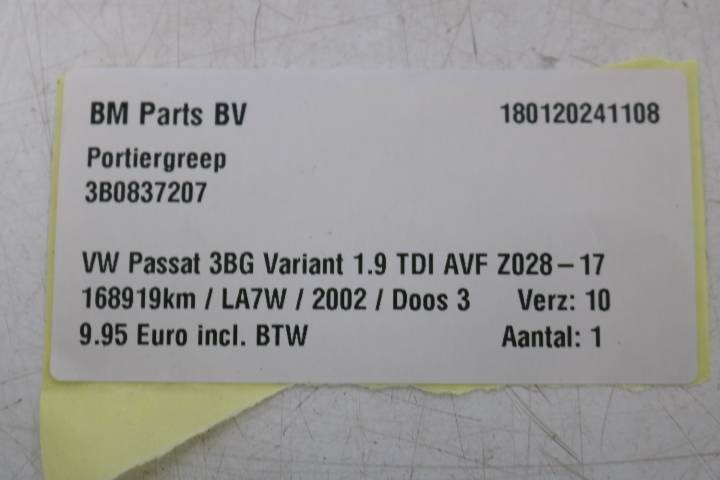 BM Parts BV 180120241108
Portiergreep
3B0837207
VW Passat 3BG Variant 1.9 TDI AVF Z028-17
168919km / LA7W / 2002 / Doos 3 Verz: 10
9.95 Euro incl. BTW Aantal: 1